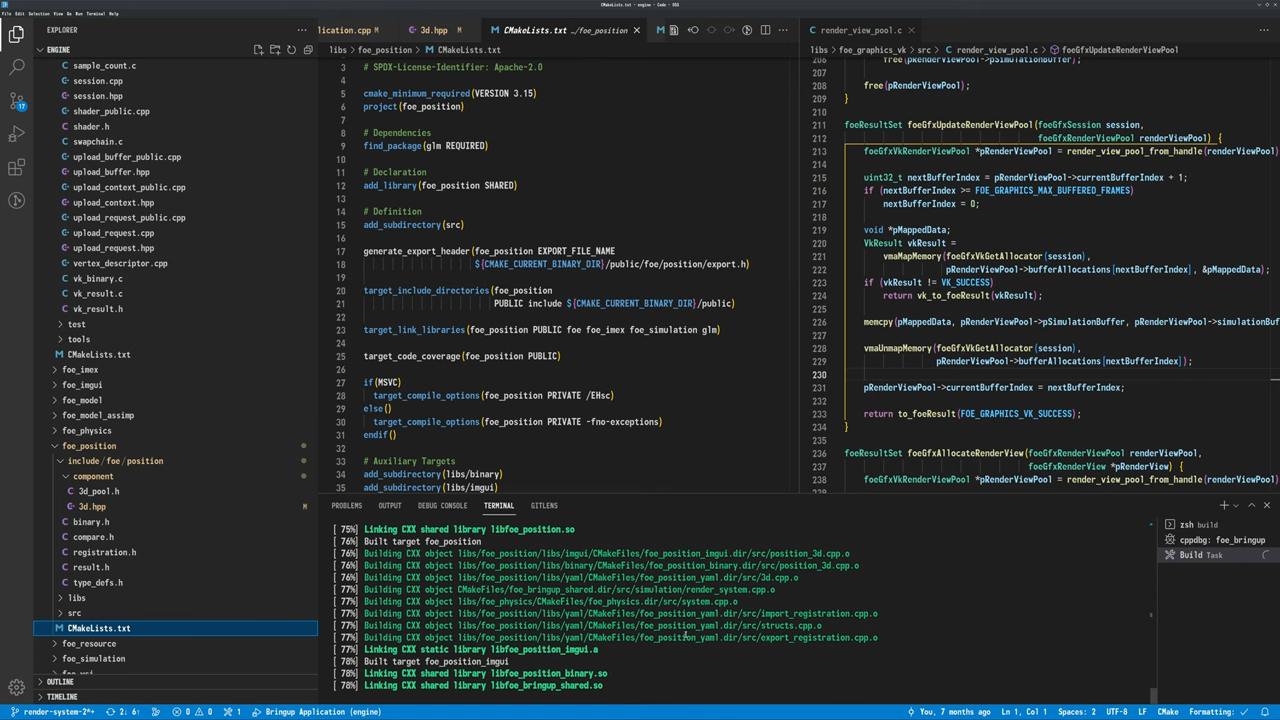 CMakeLists.txt - engine - Code - OSS
File Edit Selection View Go Run Terminal Help
EXPLORER
ENGINE
sample_count.c
session.cpp
session.hpp
shader_public.cpp
shader.h
swapchain.c
upload_buffer_public.cpp
upload_buffer.hpp
upload_context_public.cpp
upload_context.hpp
upload_request_public.cpp
upload_request.cpp
upload_request.hpp
vertex_descriptor.cpp
vk_binary.c
vk_result.c
vk_result.h
test
tools
CMakeLists.txt
foe_imex
foe_imgui
foe_model
foe_model_assimp
foe_physics
foe_position
include/foe/position
component
3d_pool.h
3d.hpp M
binary.h
compare.h
registration.h
result.h
type_defs.h
libs
src
CMakeLists.txt
foe_resource
foe_simulation
OUTLINE
TIMELINE
17
lication.cpp M 3d.hpp M CMakeLists.txt …/foe_position M
libs > foe_position > CMakeLists.txt
3 # SPDX-License-Identifier: Apache-2.0
4
5 cmake_minimum_required(VERSION 3.15)
6 project(foe_position)
7
8 # Dependencies
9 find_package(glm REQUIRED)
10
11 # Declaration
12 add_library(foe_position SHARED)
13
14 # Definition
15 add_subdirectory(src)
16
17 generate_export_header(foe_position EXPORT_FILE_NAME
18 ${CMAKE_CURRENT_BINARY_DIR}/public/foe/position/export.h)
19
20 target_include_directories(foe_position
21 PUBLIC include ${CMAKE_CURRENT_BINARY_DIR}/public)
22
23 target_link_libraries(foe_position PUBLIC foe foe_imex foe_simulation glm)
24
25 target_code_coverage(foe_position PUBLIC)
26
27 if(MSVC)
28 target_compile_options(foe_position PRIVATE /EHsc)
29 else()
30 target_compile_options(foe_position PRIVATE -fno-exceptions)
31 endif()
32
33 # Auxiliary Targets
34 add_subdirectory(libs/binary)
35 add_subdirectory(libs/imgui)
render_view_pool.c
libs > foe_graphics_vk > src > render_view_pool.c > foeGfxUpdateRenderViewPool
206 free(pRenderViewPool->pSimulationBuffer);
207
208 free(pRenderViewPool);
209 }
210
211 foeResultSet foeGfxUpdateRenderViewPool(foeGfxSession session,
212 foeGfxRenderViewPool renderViewPool) {
213 foeGfxVkRenderViewPool *pRenderViewPool = render_view_pool_from_handle(renderViewPool)
214
215 uint32_t nextBufferIndex = pRenderViewPool->currentBufferIndex + 1;
216 if (nextBufferIndex >= FOE_GRAPHICS_MAX_BUFFERED_FRAMES)
217 nextBufferIndex = 0;
218
219 void *pMappedData;
220 VkResult vkResult =
221 vmaMapMemory(foeGfxVkGetAllocator(session),
222 pRenderViewPool->bufferAllocations[nextBufferIndex], &pMappedData);
223 if (vkResult != VK_SUCCESS)
224 return vk_to_foeResult(vkResult);
225
226 memcpy(pMappedData, pRenderViewPool->pSimulationBuffer, pRenderViewPool->simulationBuf
227
228 vmaUnmapMemory(foeGfxVkGetAllocator(session),
229 pRenderViewPool->bufferAllocations[nextBufferIndex]);
230
231 pRenderViewPool->currentBufferIndex = nextBufferIndex;
232
233 return to_foeResult(FOE_GRAPHICS_VK_SUCCESS);
234 }
235
236 foeResultSet foeGfxAllocateRenderView(foeGfxRenderViewPool renderViewPool,
237 foeGfxRenderView *pRenderView) {
238 foeGfxVkRenderViewPool *pRenderViewPool = render_view_pool_from_handle(renderViewPool)
PROBLEMS OUTPUT DEBUG CONSOLE TERMINAL GITLENS
[ 75%] Linking CXX shared library libfoe_position.so
[ 76%] Built target foe_position
[ 76%] Building CXX object libs/foe_position/libs/imgui/CMakeFiles/foe_position_imgui.dir/src/position_3d.cpp.o
[ 76%] Building CXX object libs/foe_position/libs/binary/CMakeFiles/foe_position_binary.dir/src/position_3d.cpp.o
[ 76%] Building CXX object libs/foe_position/libs/yaml/CMakeFiles/foe_position_yaml.dir/src/3d.cpp.o
[ 77%] Building CXX object CMakeFiles/foe_bringup_shared.dir/src/simulation/render_system.cpp.o
[ 77%] Building CXX object libs/foe_physics/CMakeFiles/foe_physics.dir/src/system.cpp.o
[ 77%] Building CXX object libs/foe_position/libs/yaml/CMakeFiles/foe_position_yaml.dir/src/import_registration.cpp.o
[ 77%] Building CXX object libs/foe_position/libs/yaml/CMakeFiles/foe_position_yaml.dir/src/structs.cpp.o
[ 77%] Building CXX object libs/foe_position/libs/yaml/CMakeFiles/foe_position_yaml.dir/src/export_registration.cpp.o
[ 77%] Linking CXX static library libfoe_position_imgui.a
[ 78%] Built target foe_position_imgui
[ 78%] Linking CXX shared library libfoe_position_binary.so
[ 78%] Linking CXX shared library libfoe_bringup_shared.so
zsh build
cppdbg: foe_bringup
Build Task
render-system-2*+ 2↓ 6↑ 0 0 1 Bringup Application (engine) You, 7 months ago Ln 1, Col 1 Spaces: 2 UTF-8 LF CMake Formatting: ✓